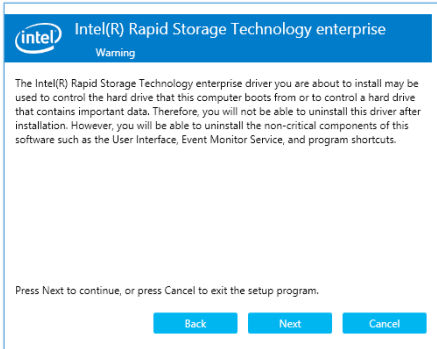 intel
Intel(R) Rapid Storage Technology enterprise
Warning
The Intel(R) Rapid Storage Technology enterprise driver you are about to install may be
used to control the hard drive that this computer boots from or to control a hard drive
that contains important data. Therefore, you will not be able to uninstall this driver after
installation. However, you will be able to uninstall the non-critical components of this
software such as the User Interface, Event Monitor Service, and program shortcuts.
Press Next to continue, or press Cancel to exit the setup program.
Back Next Cancel